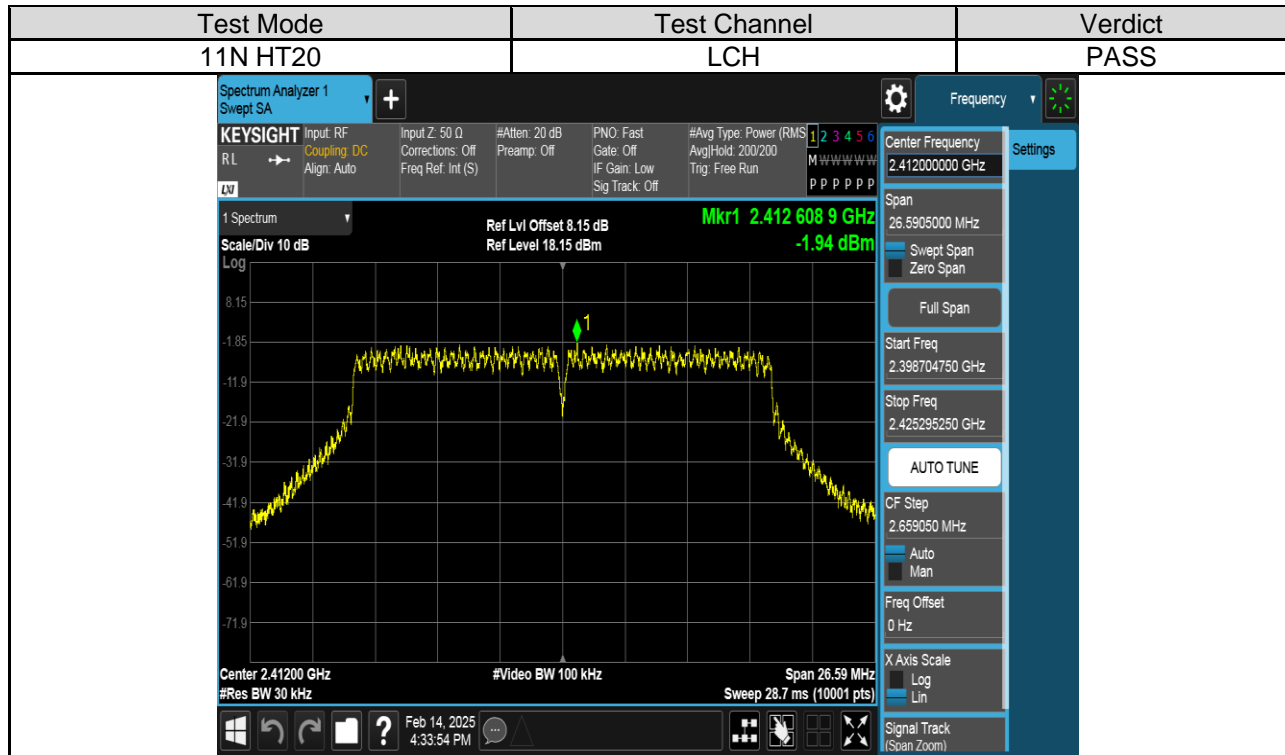 Test Mode Test Channel Verdict
11N HT20 LCH PASS
Spectrum Analyzer 1
Swept SA
Frequency
KEYSIGHT
RL
LXI
Input: RF
Coupling: DC
Align: Auto
Input Z: 50 Ω
Corrections: Off
Freq Ref: Int (S)
#Atten: 20 dB
Preamp: Off
PNO: Fast
Gate: Off
IF Gain: Low
Sig Track: Off
#Avg Type: Power (RMS
Avg|Hold: 200/200
Trig: Free Run
1 2 3 4 5 6
M W W W W W
P P P P P P
1 Spectrum
Scale/Div 10 dB
Ref Lvl Offset 8.15 dB
Ref Level 18.15 dBm
Mkr1 2.412 608 9 GHz
-1.94 dBm
Log
8.15
-1.85
-11.9
-21.9
-31.9
-41.9
-51.9
-61.9
-71.9
1
Center 2.41200 GHz
#Res BW 30 kHz
#Video BW 100 kHz
Span 26.59 MHz
Sweep 28.7 ms (10001 pts)
Center Frequency
2.412000000 GHz
Settings
Span
26.5905000 MHz
Swept Span
Zero Span
Full Span
Start Freq
2.398704750 GHz
Stop Freq
2.425295250 GHz
AUTO TUNE
CF Step
2.659050 MHz
Auto
Man
Freq Offset
0 Hz
X Axis Scale
Log
Lin
Signal Track
(Span Zoom)
?
Feb 14, 2025
4:33:54 PM